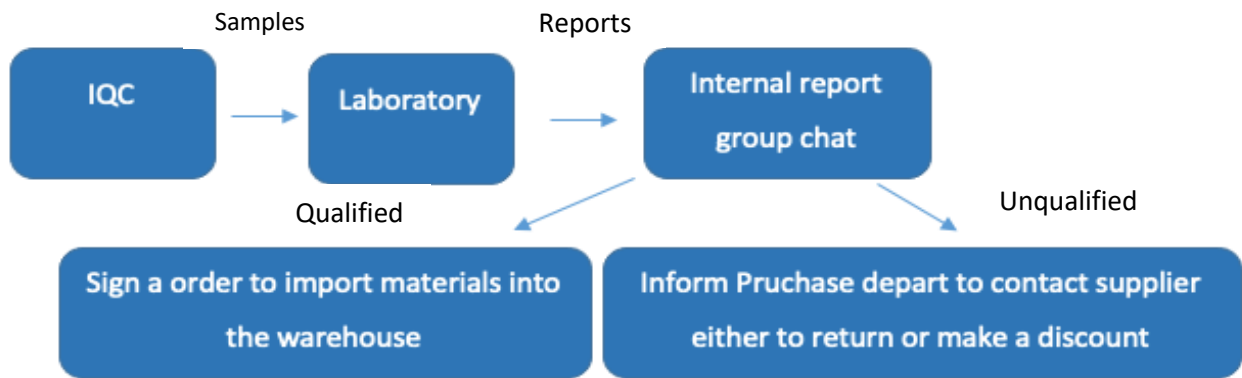 Samples
Reports
IQC
Laboratory
Internal report
group chat
Qualified
Unqualified
Sign a order to import materials into
the warehouse
Inform Pruchase depart to contact supplier
either to return or make a discount